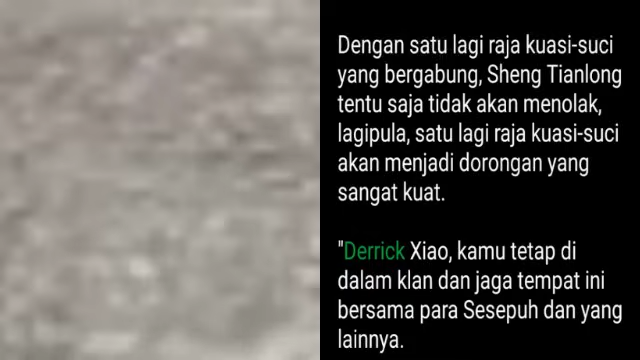 Dengan satu lagi raja kuasi-suci
yang bergabung, Sheng Tianlong
tentu saja tidak akan menolak,
lagipula, satu lagi raja kuasi-suci
akan menjadi dorongan yang
sangat kuat.
"Derrick Xiao, kamu tetap di
dalam klan dan jaga tempat ini
bersama para Sesepuh dan yang
lainnya.